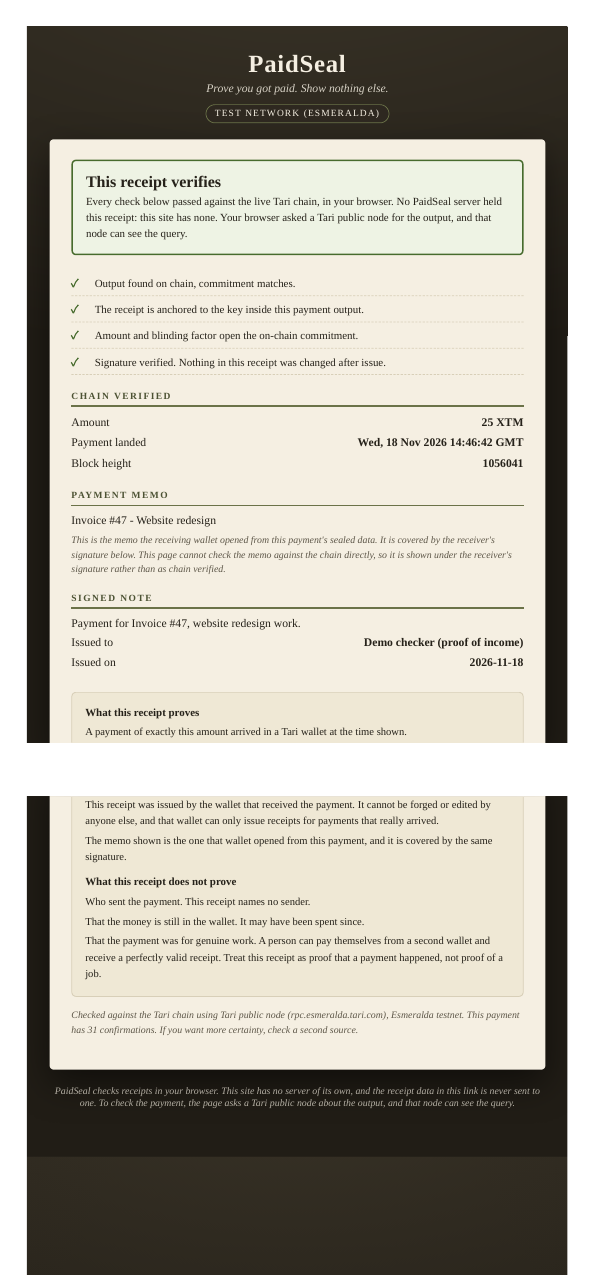 PaidSeal
Prove you got paid. Show nothing else.
TEST NETWORK (ESMERALDA)
This receipt verifies
Every check below passed against the live Tari chain, in your browser. No PaidSeal server held
this receipt: this site has none. Your browser asked a Tari public node for the output, and that
node can see the query.
✓ Output found on chain, commitment matches.
✓ The receipt is anchored to the key inside this payment output.
✓ Amount and blinding factor open the on-chain commitment.
✓ Signature verified. Nothing in this receipt was changed after issue.
CHAIN VERIFIED
Amount 25 XTM
Payment landed Wed, 18 Nov 2026 14:46:42 GMT
Block height 1056041
PAYMENT MEMO
Invoice #47 - Website redesign
This is the memo the receiving wallet opened from this payment's sealed data. It is covered by the receiver's
signature below. This page cannot check the memo against the chain directly, so it is shown under the receiver's
signature rather than as chain verified.
SIGNED NOTE
Payment for Invoice #47, website redesign work.
Issued to Demo checker (proof of income)
Issued on 2026-11-18
What this receipt proves
A payment of exactly this amount arrived in a Tari wallet at the time shown.
This receipt was issued by the wallet that received the payment. It cannot be forged or edited by
anyone else, and that wallet can only issue receipts for payments that really arrived.
The memo shown is the one that wallet opened from this payment, and it is covered by the same
signature.
What this receipt does not prove
Who sent the payment. This receipt names no sender.
That the money is still in the wallet. It may have been spent since.
That the payment was for genuine work. A person can pay themselves from a second wallet and
receive a perfectly valid receipt. Treat this receipt as proof that a payment happened, not proof of a
job.
Checked against the Tari chain using Tari public node (rpc.esmeralda.tari.com), Esmeralda testnet. This payment
has 31 confirmations. If you want more certainty, check a second source.
PaidSeal checks receipts in your browser. This site has no server of its own, and the receipt data in this link is never sent to
one. To check the payment, the page asks a Tari public node about the output, and that node can see the query.